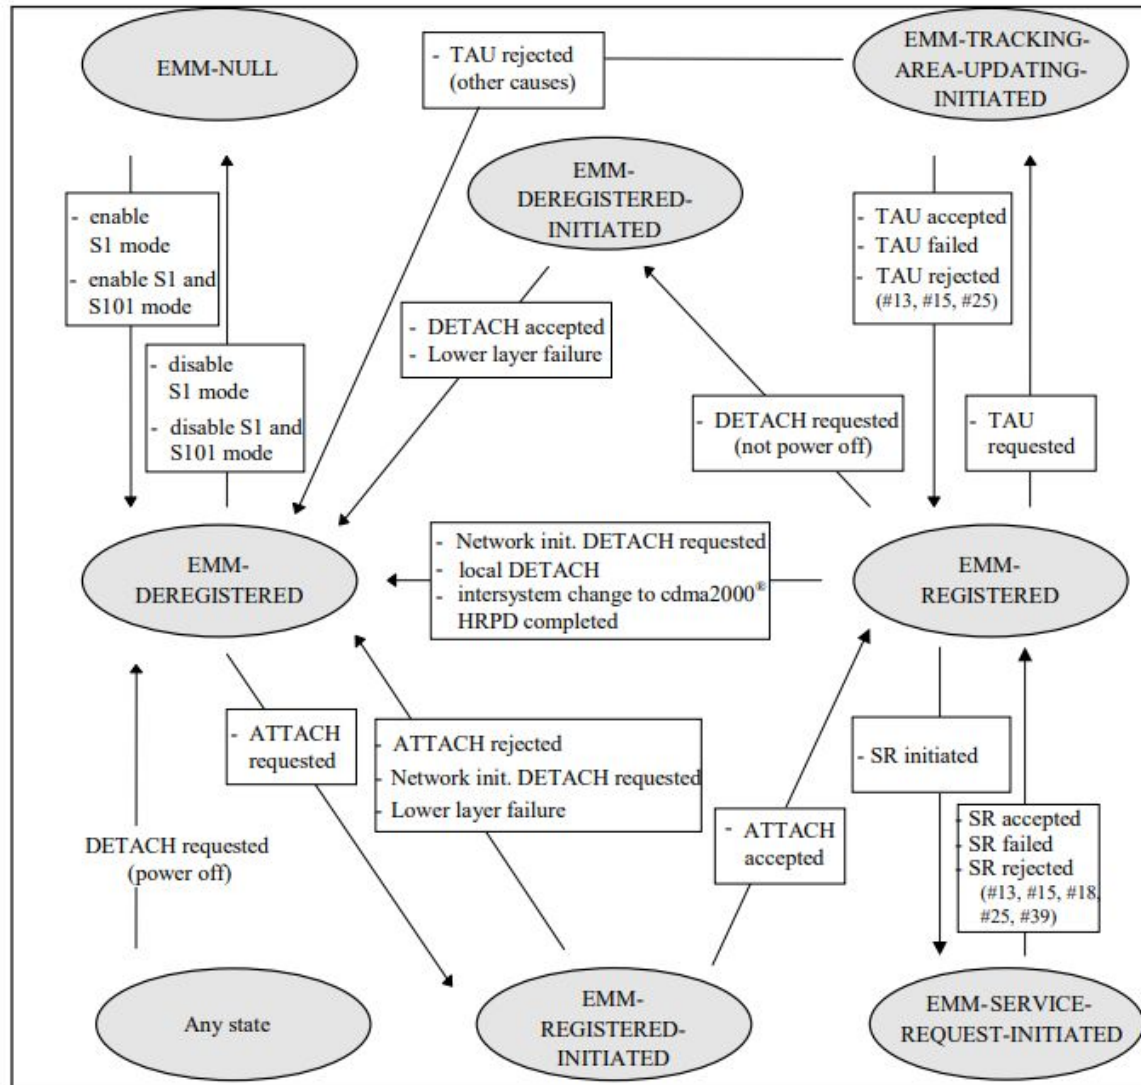 EMM-NULL
- TAU rejected
(other causes)
EMM-TRACKING-
AREA-UPDATING-
INITIATED
EMM-
DEREGISTERED-
INITIATED
- enable
S1 mode
- enable S1 and
S101 mode
- TAU accepted
- TAU failed
- TAU rejected
(#13, #15, #25)
- DETACH accepted
- Lower layer failure
- disable
S1 mode
- disable S1 and
S101 mode
- DETACH requested
(not power off)
- TAU
requested
EMM-
DEREGISTERED
- Network init. DETACH requested
- local DETACH
- intersystem change to cdma2000®
HRPD completed
EMM-
REGISTERED
- ATTACH
requested
- ATTACH rejected
- Network init. DETACH requested
- Lower layer failure
- SR initiated
DETACH requested
(power off)
- ATTACH
accepted
- SR accepted
- SR failed
- SR rejected
(#13, #15, #18,
#25, #39)
Any state
EMM-
REGISTERED-
INITIATED
EMM-SERVICE-
REQUEST-INITIATED